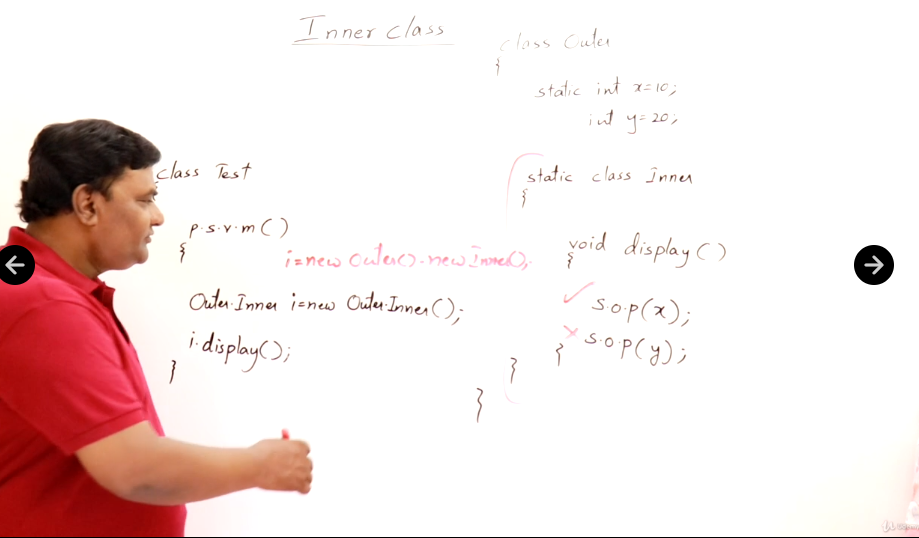 Inner class
class Outer
{
static int x=10;
int y=20;
static class Inner
{
void display()
{
s.o.p(x);
s.o.p(y);
}
}
}
class Test
p.s.v.m()
{
i=new Outer().new Inner();
Outer.Inner i=new Outer.Inner();
i.display();
}